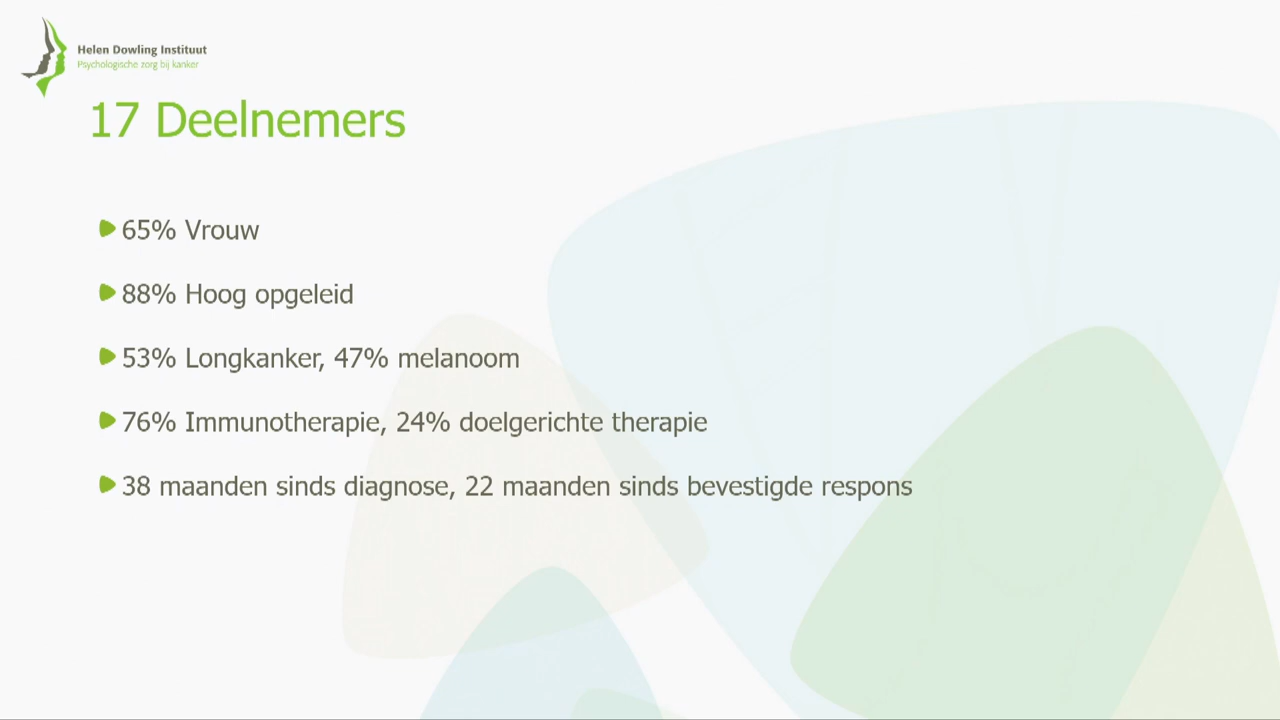 Helen Dowling Instituut
Psychologische zorg bij kanker
17 Deelnemers
65% Vrouw
88% Hoog opgeleid
53% Longkanker, 47% melanoom
76% Immunotherapie, 24% doelgerichte therapie
38 maanden sinds diagnose, 22 maanden sinds bevestigde respons